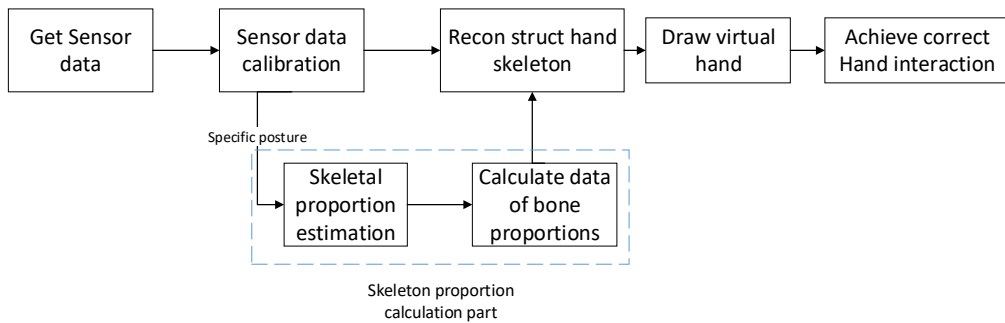 Get Sensor
data
Sensor data
calibration
Recon struct hand
skeleton
Draw virtual
hand
Achieve correct
Hand interaction
Specific posture
Skeletal
proportion
estimation
Calculate data
of bone
proportions
Skeleton proportion
calculation part